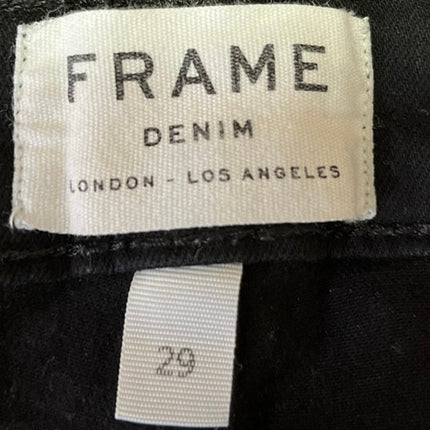 FRAME
DENIM
LONDON - LOS ANGELES
29